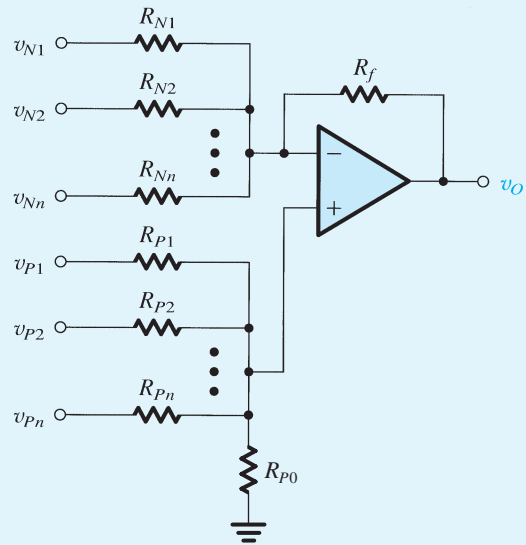 v_N1
R_N1
v_N2
R_N2
v_Nn
R_Nn
R_f
−
+
v_O
v_P1
R_P1
v_P2
R_P2
v_Pn
R_Pn
R_P0